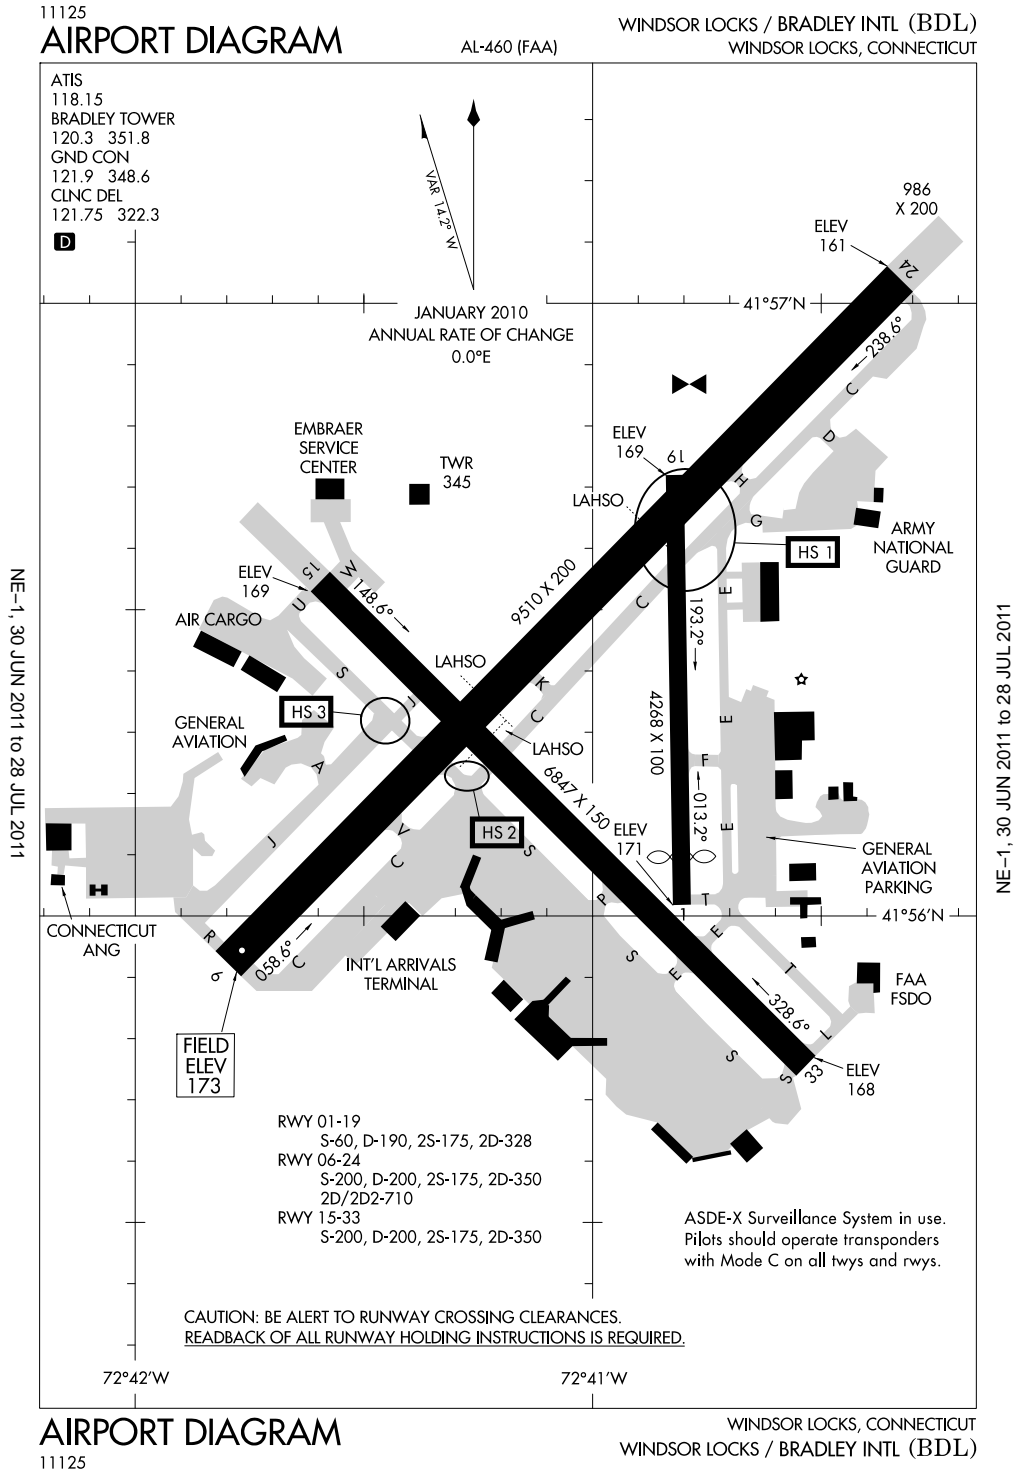 11125
AIRPORT DIAGRAM
AL-460 (FAA)
WINDSOR LOCKS / BRADLEY INTL (BDL)
WINDSOR LOCKS, CONNECTICUT
ATIS
118.15
BRADLEY TOWER
120.3 351.8
GND CON
121.9 348.6
CLNC DEL
121.75 322.3
D
VAR 14.2° W
JANUARY 2010
ANNUAL RATE OF CHANGE
0.0°E
986
X 200
ELEV
161
24
41°57'N
238.6°
C
D
H
G
EMBRAER
SERVICE
CENTER
TWR
345
ELEV
169
19
LAHSO
HS 1
ARMY
NATIONAL
GUARD
ELEV
169
15
W
148.6°
U
9510 X 200
C
E
193.2°
AIR CARGO
S
J
LAHSO
K
C
HS 3
GENERAL
AVIATION
A
LAHSO
4268 X 100
E
F
6847 X 150
013.2°
HS 2
V
C
S
J
ELEV
171
E
GENERAL
AVIATION
PARKING
P
1
T
41°56'N
CONNECTICUT
ANG
R
6
058.6°
C
INT'L ARRIVALS
TERMINAL
S
E
E
T
FAA
FSDO
328.6°
T
S
S
33
ELEV
168
FIELD
ELEV
173
RWY 01-19
S-60, D-190, 2S-175, 2D-328
RWY 06-24
S-200, D-200, 2S-175, 2D-350
2D/2D2-710
RWY 15-33
S-200, D-200, 2S-175, 2D-350
ASDE-X Surveillance System in use.
Pilots should operate transponders
with Mode C on all twys and rwys.
CAUTION: BE ALERT TO RUNWAY CROSSING CLEARANCES.
READBACK OF ALL RUNWAY HOLDING INSTRUCTIONS IS REQUIRED.
72°42'W
72°41'W
NE-1, 30 JUN 2011 to 28 JUL 2011
NE-1, 30 JUN 2011 to 28 JUL 2011
AIRPORT DIAGRAM
11125
WINDSOR LOCKS, CONNECTICUT
WINDSOR LOCKS / BRADLEY INTL (BDL)